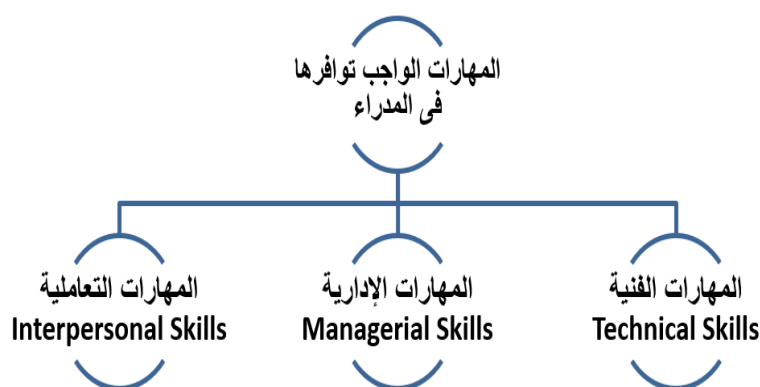 المهارات الواجب توافرها
فى المدراء
المهارات الفنية
Technical Skills
المهارات الإدارية
Managerial Skills
المهارات التعاملية
Interpersonal Skills